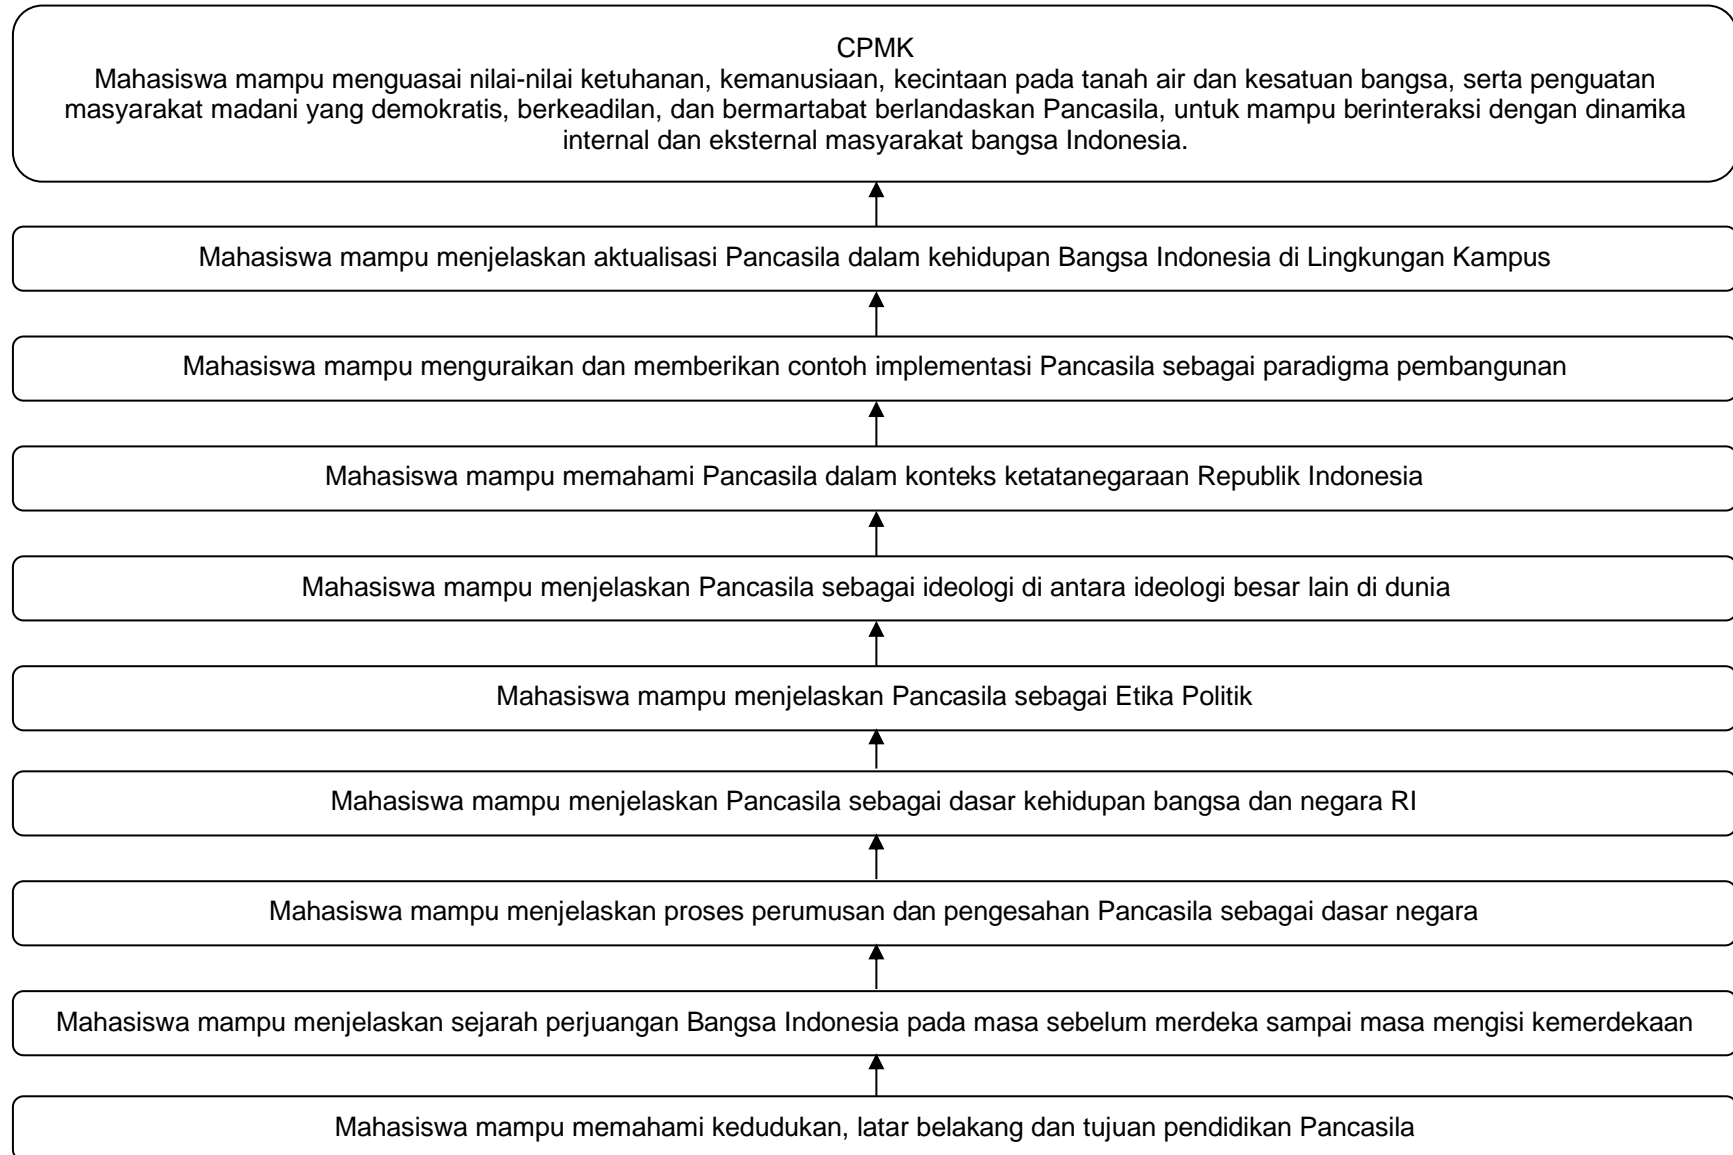 CPMK
Mahasiswa mampu menguasai nilai-nilai ketuhanan, kemanusiaan, kecintaan pada tanah air dan kesatuan bangsa, serta penguatan
masyarakat madani yang demokratis, berkeadilan, dan bermartabat berlandaskan Pancasila, untuk mampu berinteraksi dengan dinamika
internal dan eksternal masyarakat bangsa Indonesia.
Mahasiswa mampu menjelaskan aktualisasi Pancasila dalam kehidupan Bangsa Indonesia di Lingkungan Kampus
Mahasiswa mampu menguraikan dan memberikan contoh implementasi Pancasila sebagai paradigma pembangunan
Mahasiswa mampu memahami Pancasila dalam konteks ketatanegaraan Republik Indonesia
Mahasiswa mampu menjelaskan Pancasila sebagai ideologi di antara ideologi besar lain di dunia
Mahasiswa mampu menjelaskan Pancasila sebagai Etika Politik
Mahasiswa mampu menjelaskan Pancasila sebagai dasar kehidupan bangsa dan negara RI
Mahasiswa mampu menjelaskan proses perumusan dan pengesahan Pancasila sebagai dasar negara
Mahasiswa mampu menjelaskan sejarah perjuangan Bangsa Indonesia pada masa sebelum merdeka sampai masa mengisi kemerdekaan
Mahasiswa mampu memahami kedudukan, latar belakang dan tujuan pendidikan Pancasila